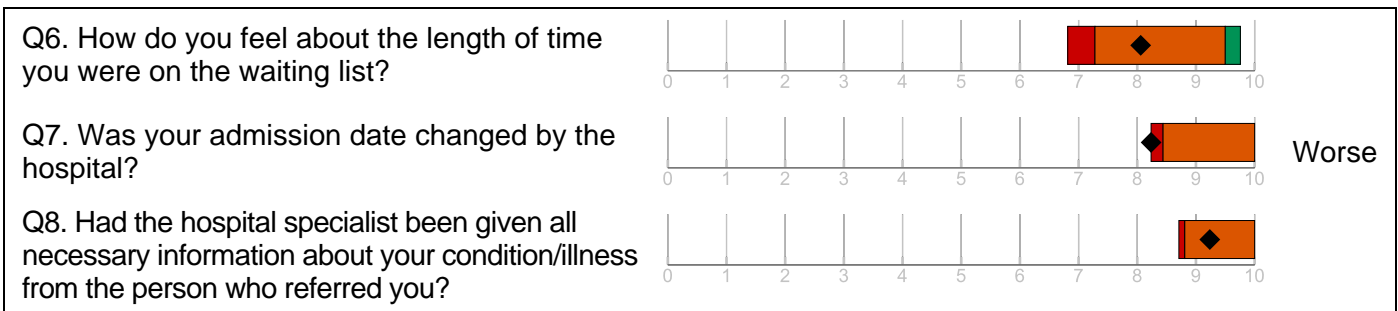 Q6. How do you feel about the length of time
you were on the waiting list?
0 1 2 3 4 5 6 7 8 9 10
Q7. Was your admission date changed by the
hospital?
Worse
0 1 2 3 4 5 6 7 8 9 10
Q8. Had the hospital specialist been given all
necessary information about your condition/illness
from the person who referred you?
0 1 2 3 4 5 6 7 8 9 10